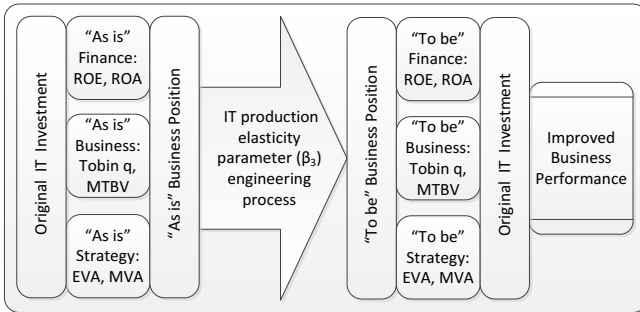 Original IT Investment
“As is”
Finance:
ROE, ROA
“As is”
Business:
Tobin q,
MTBV
“As is”
Strategy:
EVA, MVA
“As is” Business Position
IT production
elasticity
parameter (β₃)
engineering
process
“To be” Business Position
“To be”
Finance:
ROE, ROA
“To be”
Business:
Tobin q,
MTBV
“To be”
Strategy:
EVA, MVA
Original IT Investment
Improved
Business
Performance